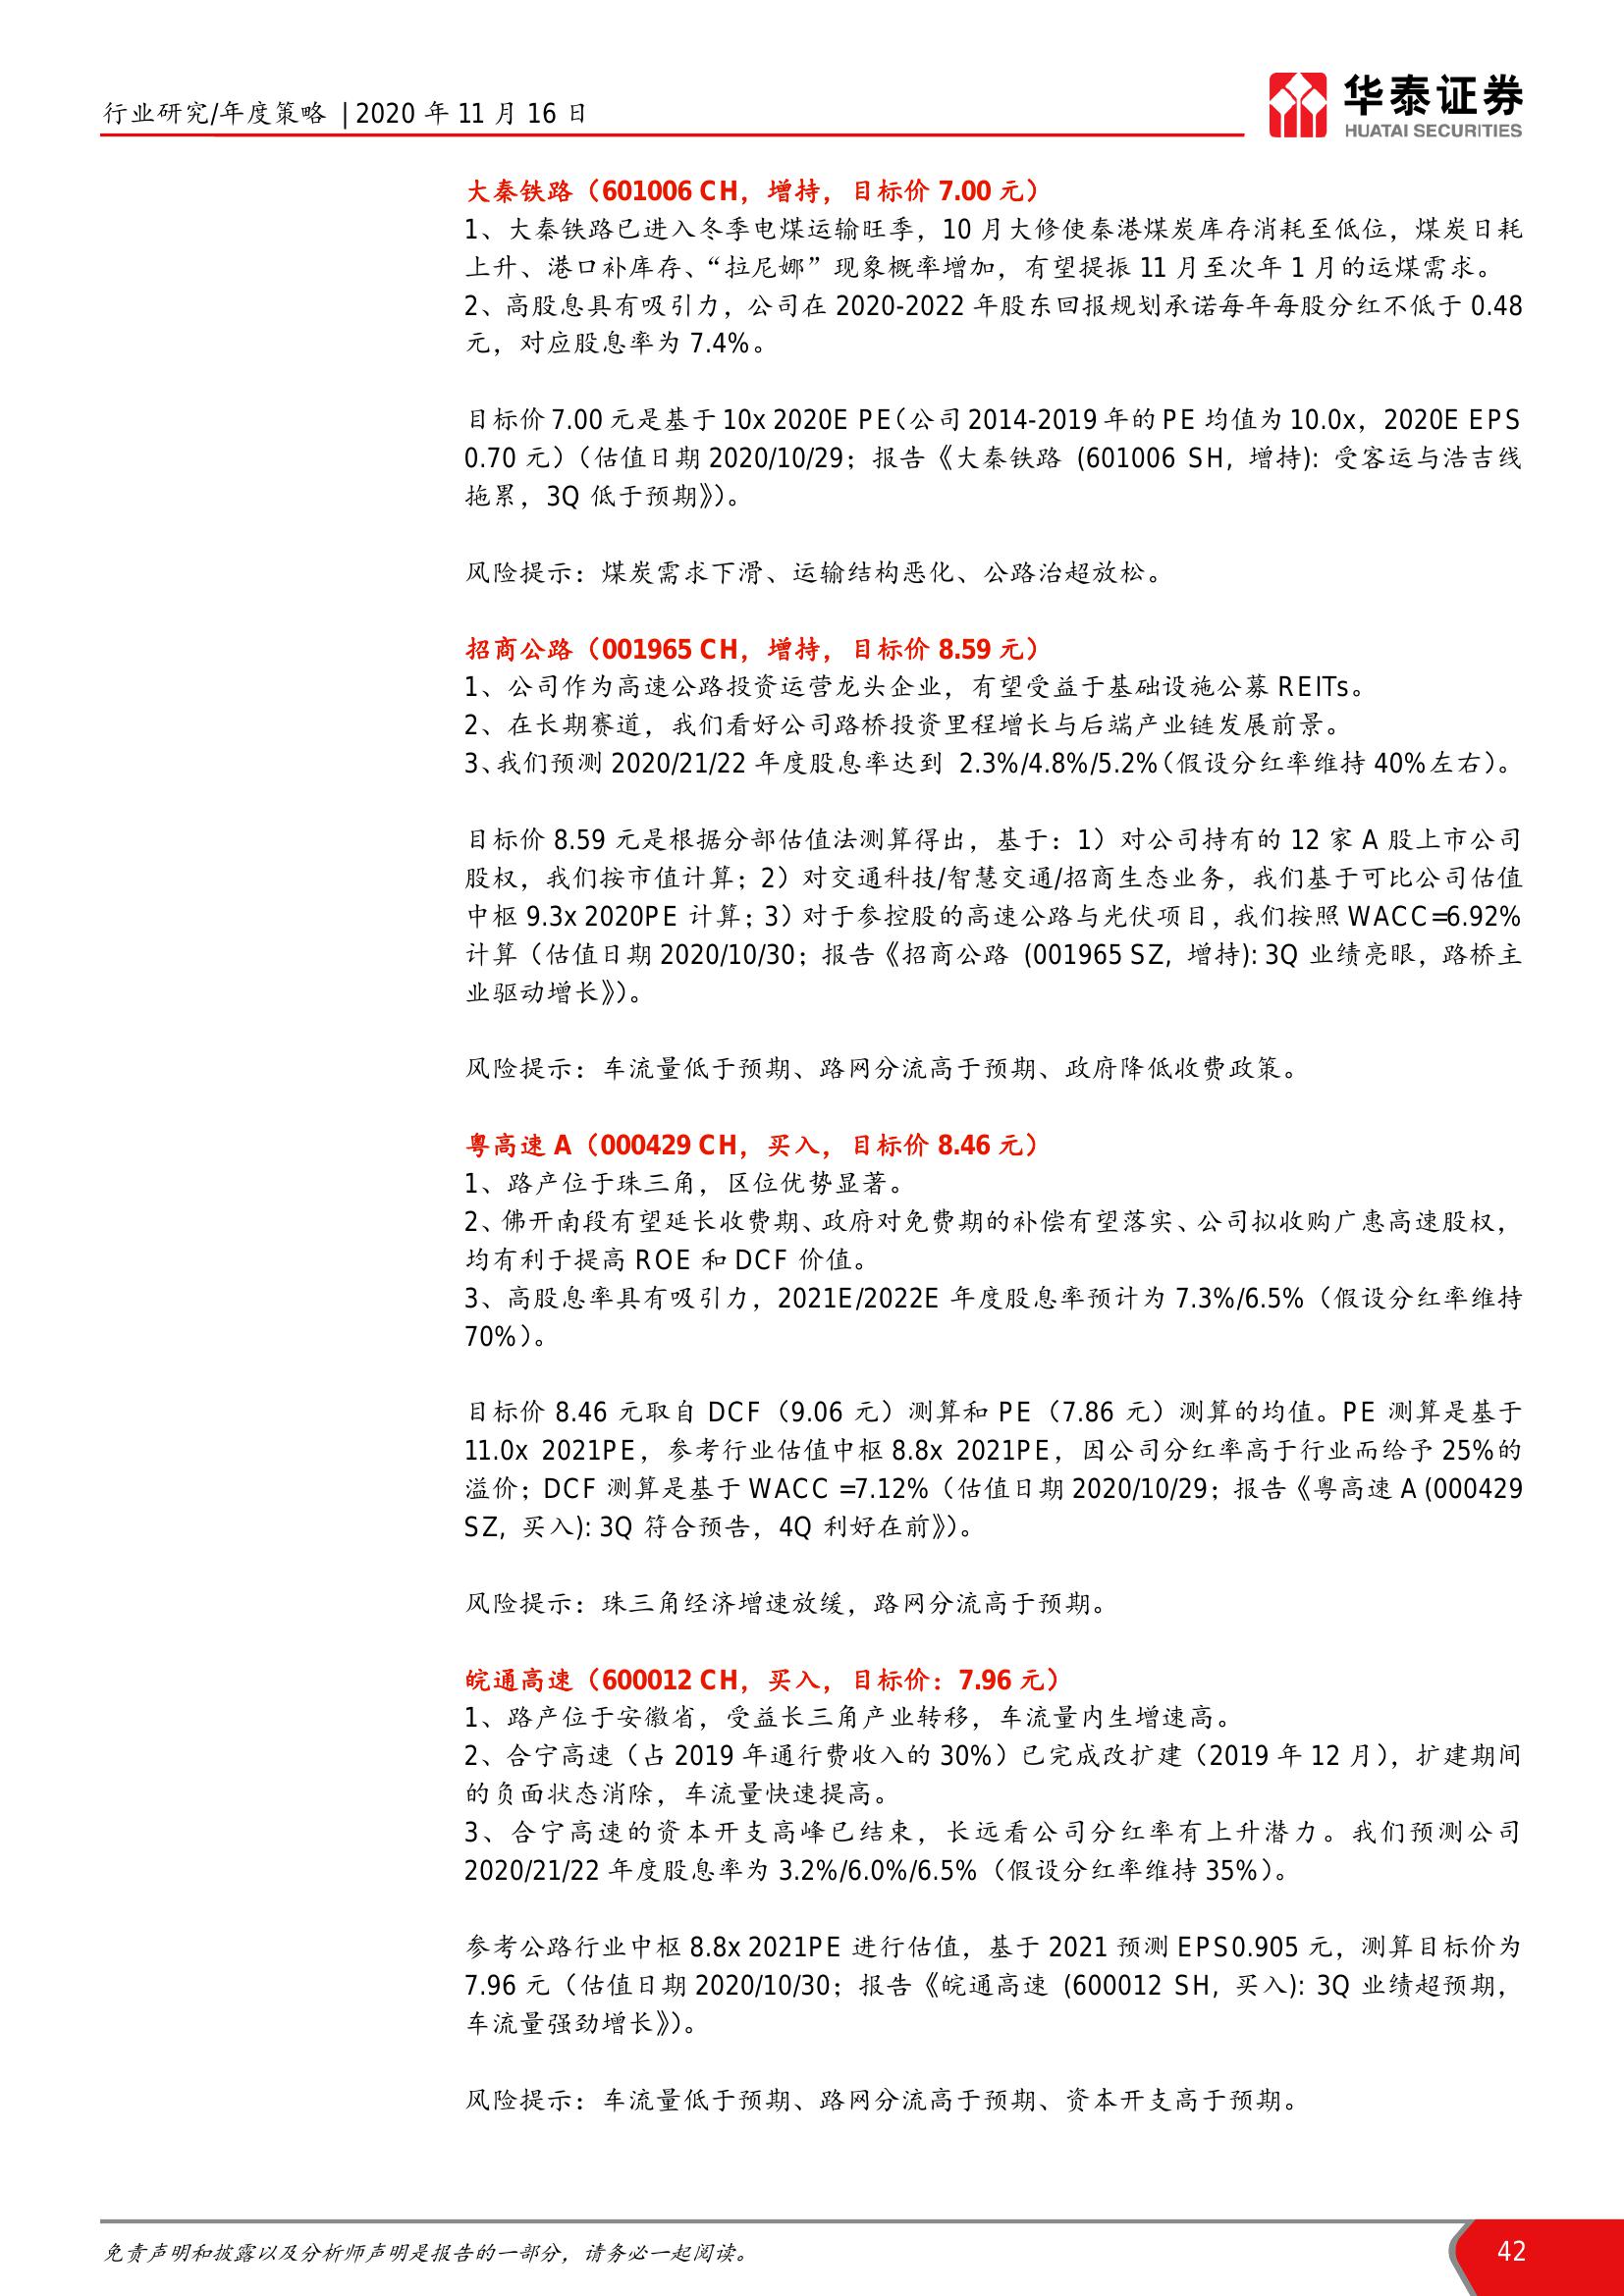 行业研究/年度策略 | 2020 年 11 月 16 日
华泰证券
HUATAI SECURITIES
大秦铁路（601006 CH，增持，目标价 7.00 元）
1、大秦铁路已进入冬季电煤运输旺季，10 月大修使秦港煤炭库存消耗至低位，煤炭日耗
上升、港口补库存、“拉尼娜”现象概率增加，有望提振 11 月至次年 1 月的运煤需求。
2、高股息具有吸引力，公司在 2020-2022 年股东回报规划承诺每年每股分红不低于 0.48
元，对应股息率为 7.4%。
目标价 7.00 元是基于 10x 2020E PE（公司 2014-2019 年的 PE 均值为 10.0x，2020E EPS
0.70 元）（估值日期 2020/10/29；报告《大秦铁路 (601006 SH, 增持): 受客运与浩吉线
拖累，3Q 低于预期》）。
风险提示：煤炭需求下滑、运输结构恶化、公路治超放松。
招商公路（001965 CH，增持，目标价 8.59 元）
1、公司作为高速公路投资运营龙头企业，有望受益于基础设施公募 REITs。
2、在长期赛道，我们看好公司路桥投资里程增长与后端产业链发展前景。
3、我们预测 2020/21/22 年度股息率达到 2.3%/4.8%/5.2%（假设分红率维持 40%左右）。
目标价 8.59 元是根据分部估值法测算得出，基于：1）对公司持有的 12 家 A 股上市公司
股权，我们按市值计算；2）对交通科技/智慧交通/招商生态业务，我们基于可比公司估值
中枢 9.3x 2020PE 计算；3）对于参控股的高速公路与光伏项目，我们按照 WACC=6.92%
计算（估值日期 2020/10/30；报告《招商公路 (001965 SZ, 增持): 3Q 业绩亮眼，路桥主
业驱动增长》）。
风险提示：车流量低于预期、路网分流高于预期、政府降低收费政策。
粤高速 A（000429 CH，买入，目标价 8.46 元）
1、路产位于珠三角，区位优势显著。
2、佛开南段有望延长收费期、政府对免费期的补偿有望落实、公司拟收购广惠高速股权，
均有利于提高 ROE 和 DCF 价值。
3、高股息率具有吸引力，2021E/2022E 年度股息率预计为 7.3%/6.5%（假设分红率维持
70%）。
目标价 8.46 元取自 DCF（9.06 元）测算和 PE（7.86 元）测算的均值。PE 测算是基于
11.0x 2021PE，参考行业估值中枢 8.8x 2021PE，因公司分红率高于行业而给予 25%的
溢价；DCF 测算是基于 WACC =7.12%（估值日期 2020/10/29；报告《粤高速 A (000429
SZ, 买入): 3Q 符合预告，4Q 利好在前》）。
风险提示：珠三角经济增速放缓，路网分流高于预期。
皖通高速（600012 CH，买入，目标价：7.96 元）
1、路产位于安徽省，受益长三角产业转移，车流量内生增速高。
2、合宁高速（占 2019 年通行费收入的 30%）已完成改扩建（2019 年 12 月），扩建期间
的负面状态消除，车流量快速提高。
3、合宁高速的资本开支高峰已结束，长远看公司分红率有上升潜力。我们预测公司
2020/21/22 年度股息率为 3.2%/6.0%/6.5%（假设分红率维持 35%）。
参考公路行业中枢 8.8x 2021PE 进行估值，基于 2021 预测 EPS0.905 元，测算目标价为
7.96 元（估值日期 2020/10/30；报告《皖通高速 (600012 SH, 买入): 3Q 业绩超预期，
车流量强劲增长》）。
风险提示：车流量低于预期、路网分流高于预期、资本开支高于预期。
免责声明和披露以及分析师声明是报告的一部分，请务必一起阅读。
42